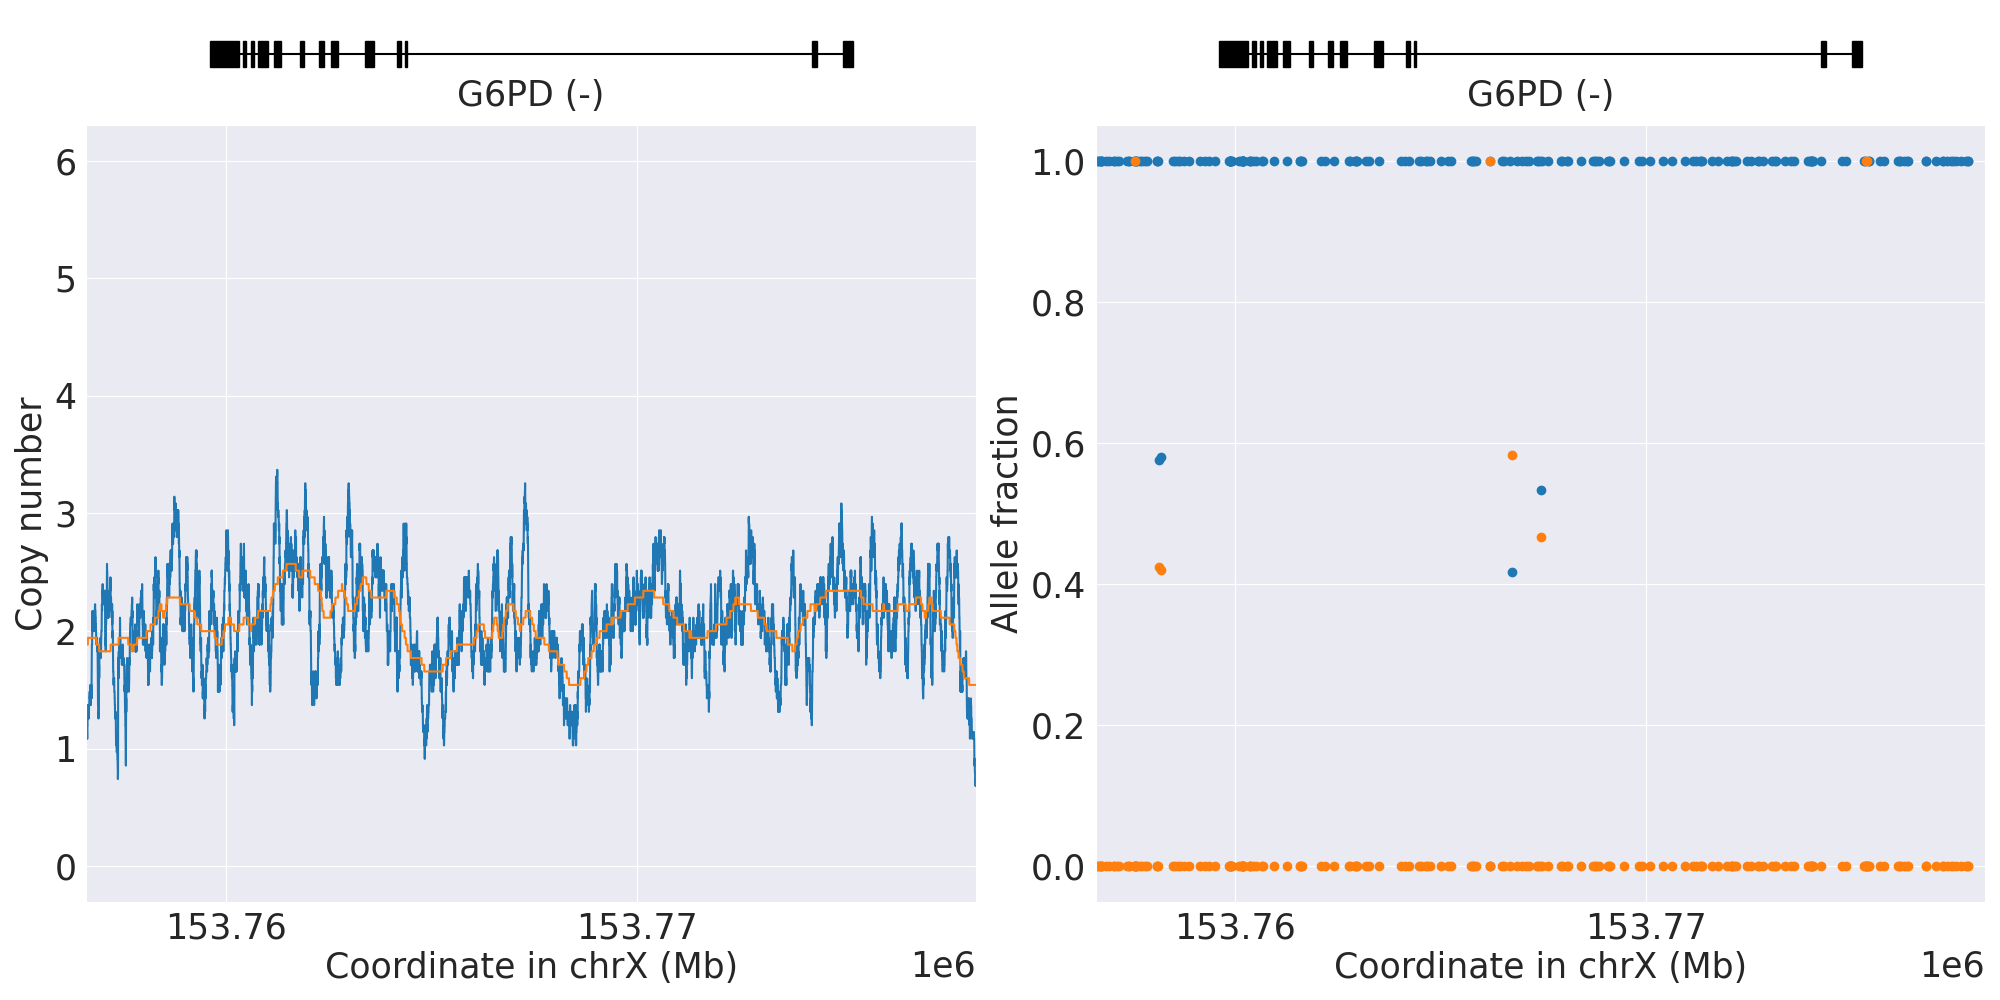 G6PD (-)
Copy number
6
5
4
3
2
1
0
153.76
153.77
Coordinate in chrX (Mb)
1e6
G6PD (-)
Allele fraction
1.0
0.8
0.6
0.4
0.2
0.0
153.76
153.77
Coordinate in chrX (Mb)
1e6